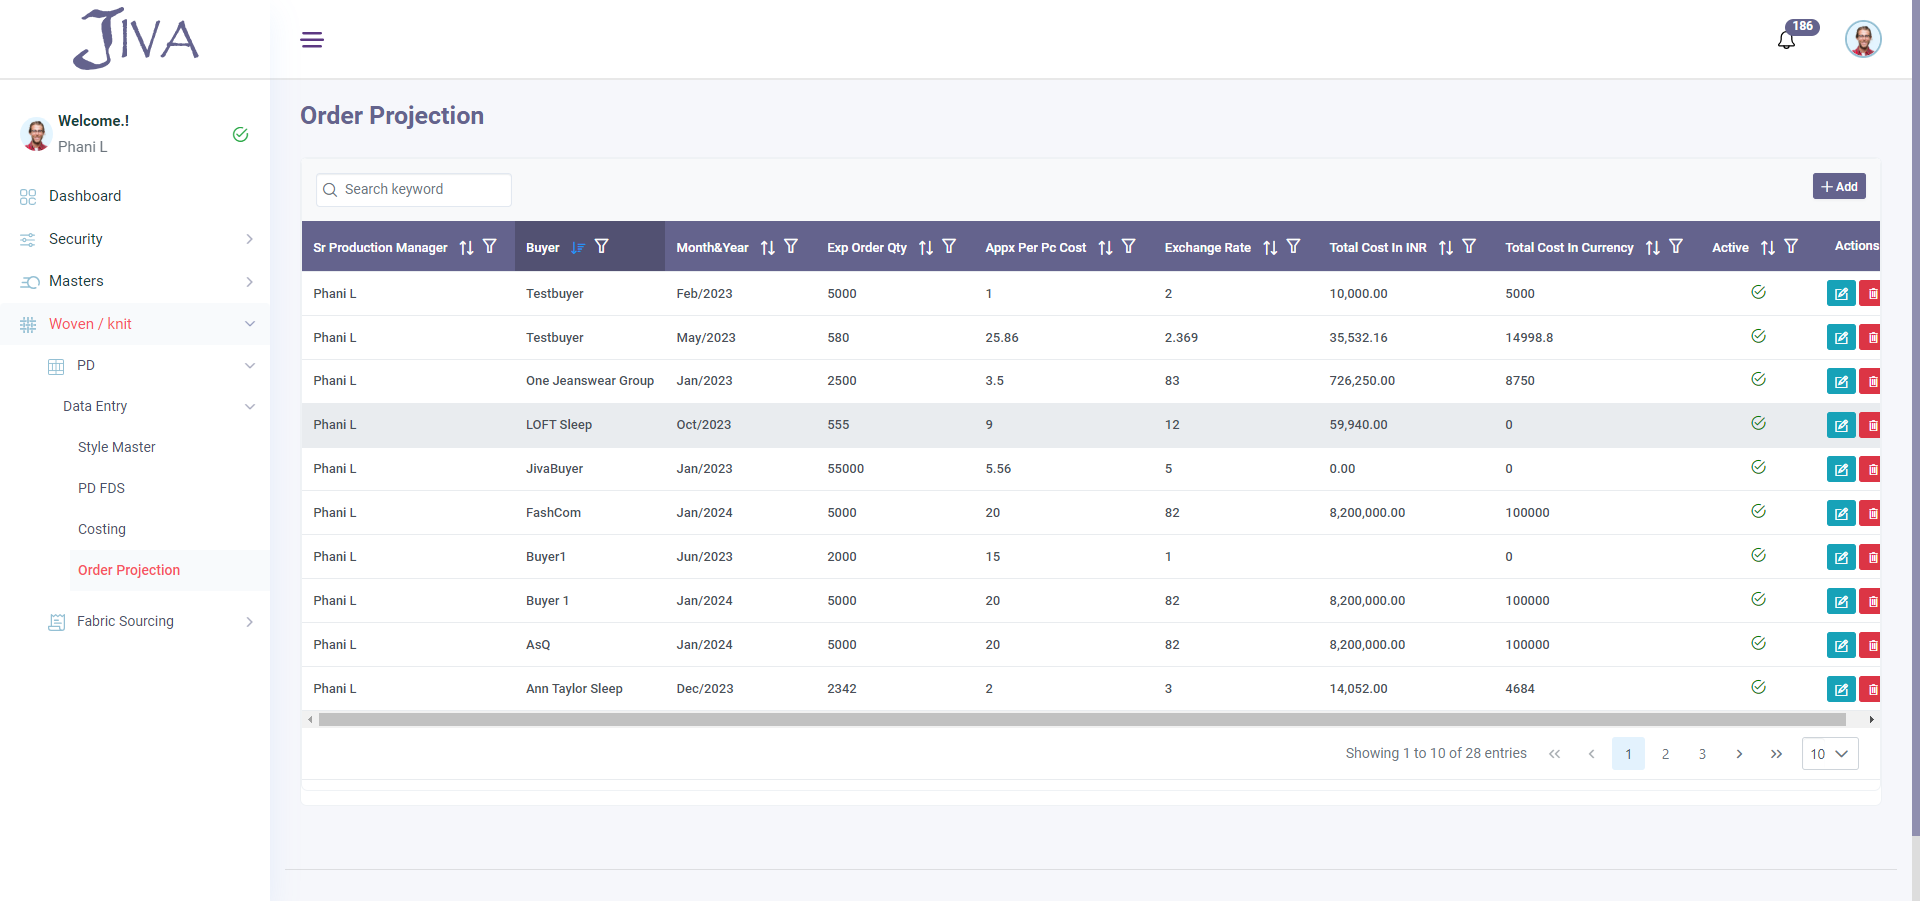 JIVA
186
Welcome.!
Phani L
Dashboard
Security
Masters
Woven / knit
PD
Data Entry
Style Master
PD FDS
Costing
Order Projection
Fabric Sourcing
Order Projection
Search keyword
Add
Sr Production Manager Buyer Month&Year Exp Order Qty Appx Per Pc Cost Exchange Rate Total Cost In INR Total Cost In Currency Active Actions
Phani L Testbuyer Feb/2023 5000 1 2 10,000.00 5000
Phani L Testbuyer May/2023 580 25.86 2.369 35,532.16 14998.8
Phani L One Jeanswear Group Jan/2023 2500 3.5 83 726,250.00 8750
Phani L LOFT Sleep Oct/2023 555 9 12 59,940.00 0
Phani L JivaBuyer Jan/2023 55000 5.56 5 0.00 0
Phani L FashCom Jan/2024 5000 20 82 8,200,000.00 100000
Phani L Buyer1 Jun/2023 2000 15 1 0
Phani L Buyer 1 Jan/2024 5000 20 82 8,200,000.00 100000
Phani L AsQ Jan/2024 5000 20 82 8,200,000.00 100000
Phani L Ann Taylor Sleep Dec/2023 2342 2 3 14,052.00 4684
Showing 1 to 10 of 28 entries 1 2 3 10